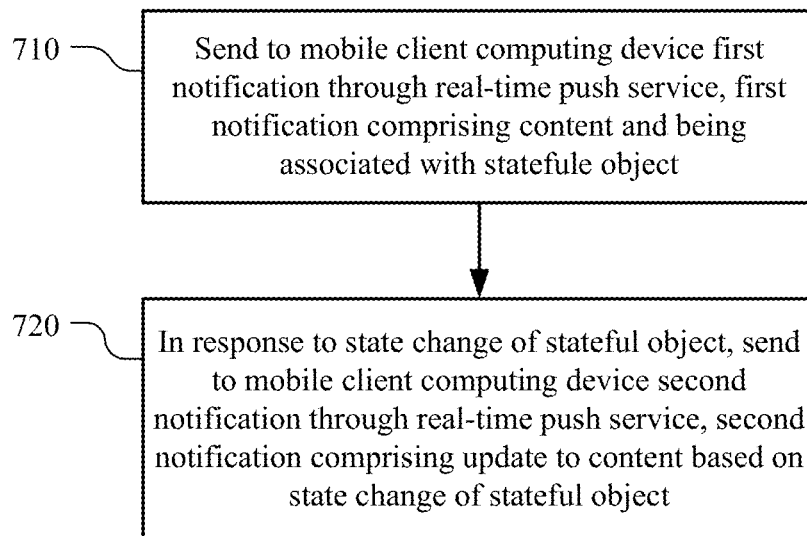 710
Send to mobile client computing device first
notification through real-time push service, first
notification comprising content and being
associated with statefule object
720
In response to state change of stateful object, send
to mobile client computing device second
notification through real-time push service, second
notification comprising update to content based on
state change of stateful object